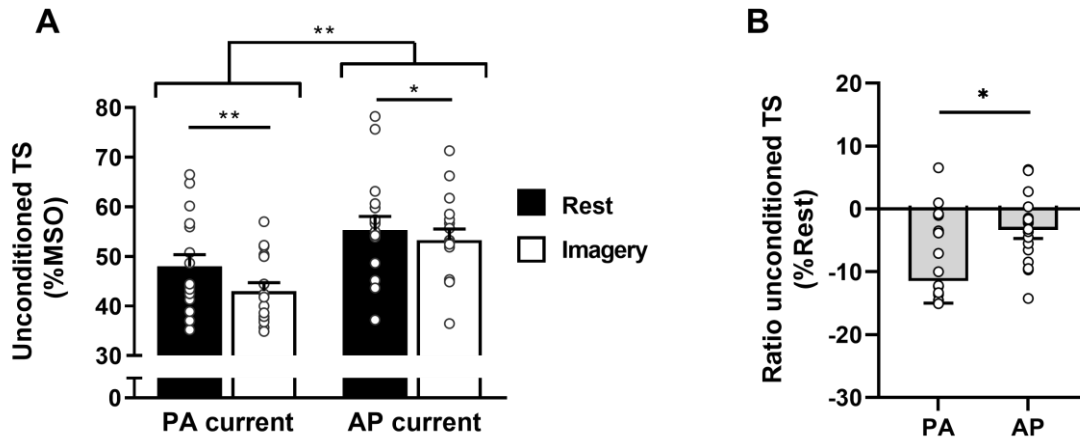 A
**
**
*
Unconditioned TS
(%MSO)
80
70
60
50
40
30
0
PA current
AP current
Rest
Imagery
B
*
Ratio unconditioned TS
(%Rest)
20
10
0
-10
-20
-30
PA
AP